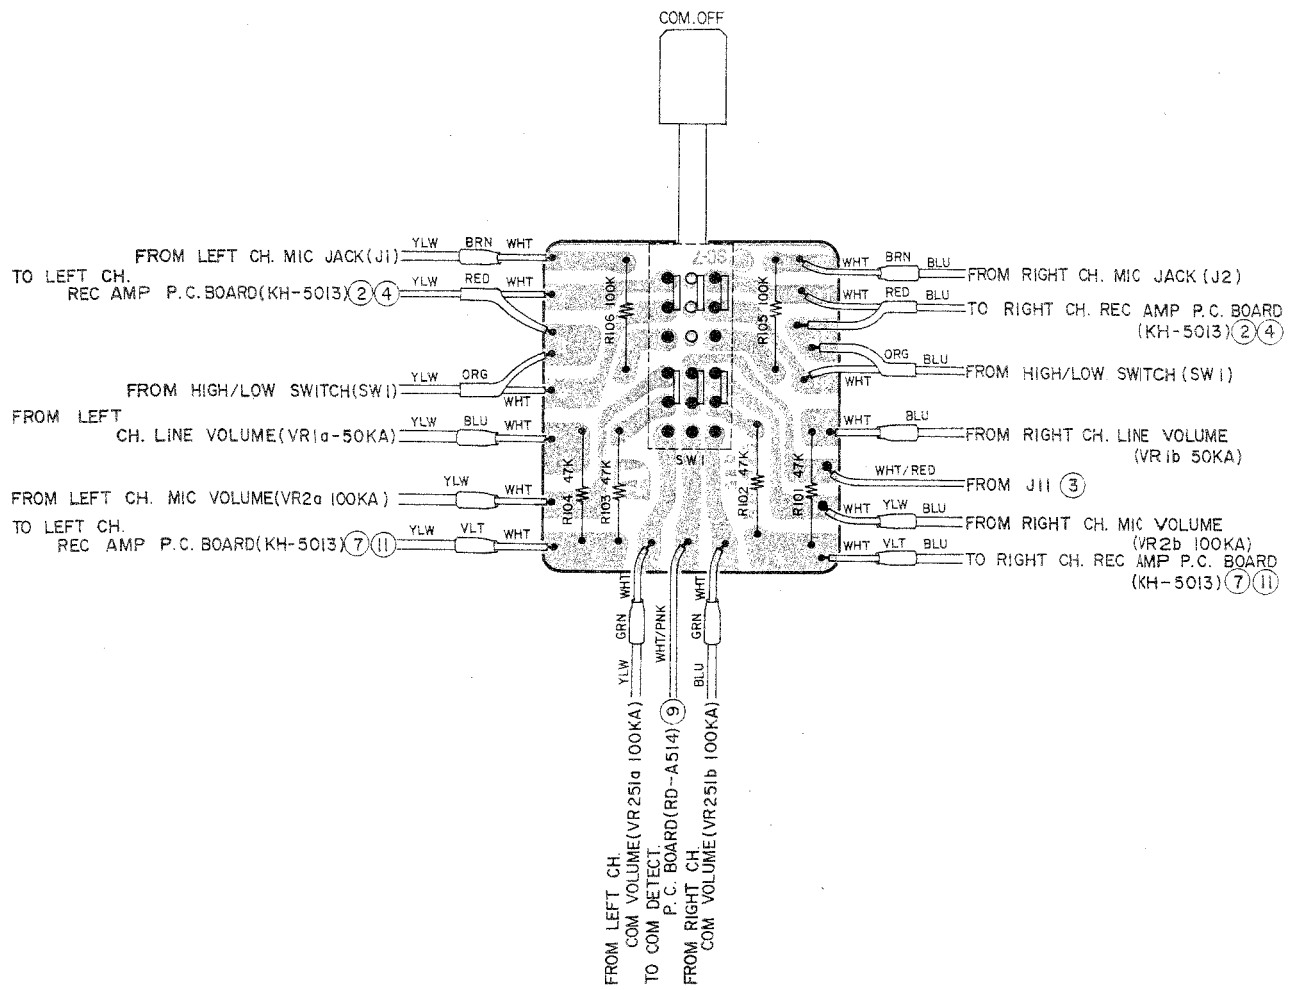 COM.OFF
FROM LEFT CH. MIC JACK(J1)
YLW
BRN
WHT
TO LEFT CH.
REC AMP P.C.BOARD(KH-5013) 2 4
YLW
RED
WHT
FROM HIGH/LOW SWITCH(SW1)
YLW
ORG
WHT
FROM LEFT
CH. LINE VOLUME(VR1a-50KA)
YLW
BLU
WHT
FROM LEFT CH. MIC VOLUME(VR2a 100KA)
YLW
WHT
TO LEFT CH.
REC AMP P.C.BOARD(KH-5013) 7 11
YLW
VLT
WHT
R106 100K
R105 100K
SW1
R104 47K
R103 47K
R102 47K
R101 47K
WHT
BRN
BLU
FROM RIGHT CH. MIC JACK (J2)
WHT
RED
BLU
TO RIGHT CH. REC AMP P.C. BOARD
(KH-5013) 2 4
ORG
BLU
WHT
FROM HIGH/LOW SWITCH (SW1)
WHT
BLU
FROM RIGHT CH. LINE VOLUME
(VR1b 50KA)
WHT/RED
FROM J11 3
WHT
YLW
BLU
FROM RIGHT CH. MIC VOLUME
(VR2b 100KA)
WHT
VLT
BLU
TO RIGHT CH. REC AMP P.C. BOARD
(KH-5013) 7 11
WHT
GRN
YLW
WHT/PNK
WHT
GRN
BLU
FROM LEFT CH.
COM VOLUME(VR251a 100KA)
TO COM DETECT.
P.C. BOARD(RD-A514) 9
FROM RIGHT CH.
COM VOLUME(VR251b 100KA)